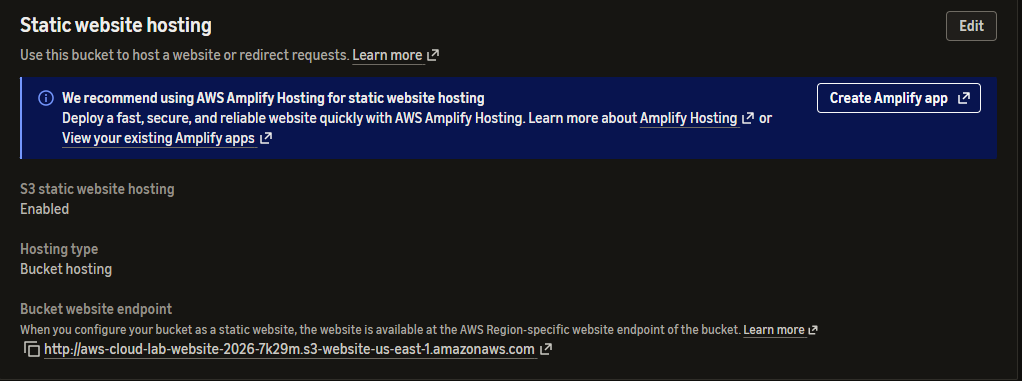 Static website hosting
Edit
Use this bucket to host a website or redirect requests. Learn more
We recommend using AWS Amplify Hosting for static website hosting
Create Amplify app
Deploy a fast, secure, and reliable website quickly with AWS Amplify Hosting. Learn more about Amplify Hosting or
View your existing Amplify apps
S3 static website hosting
Enabled
Hosting type
Bucket hosting
Bucket website endpoint
When you configure your bucket as a static website, the website is available at the AWS Region-specific website endpoint of the bucket. Learn more
http://aws-cloud-lab-website-2026-7k29m.s3-website-us-east-1.amazonaws.com